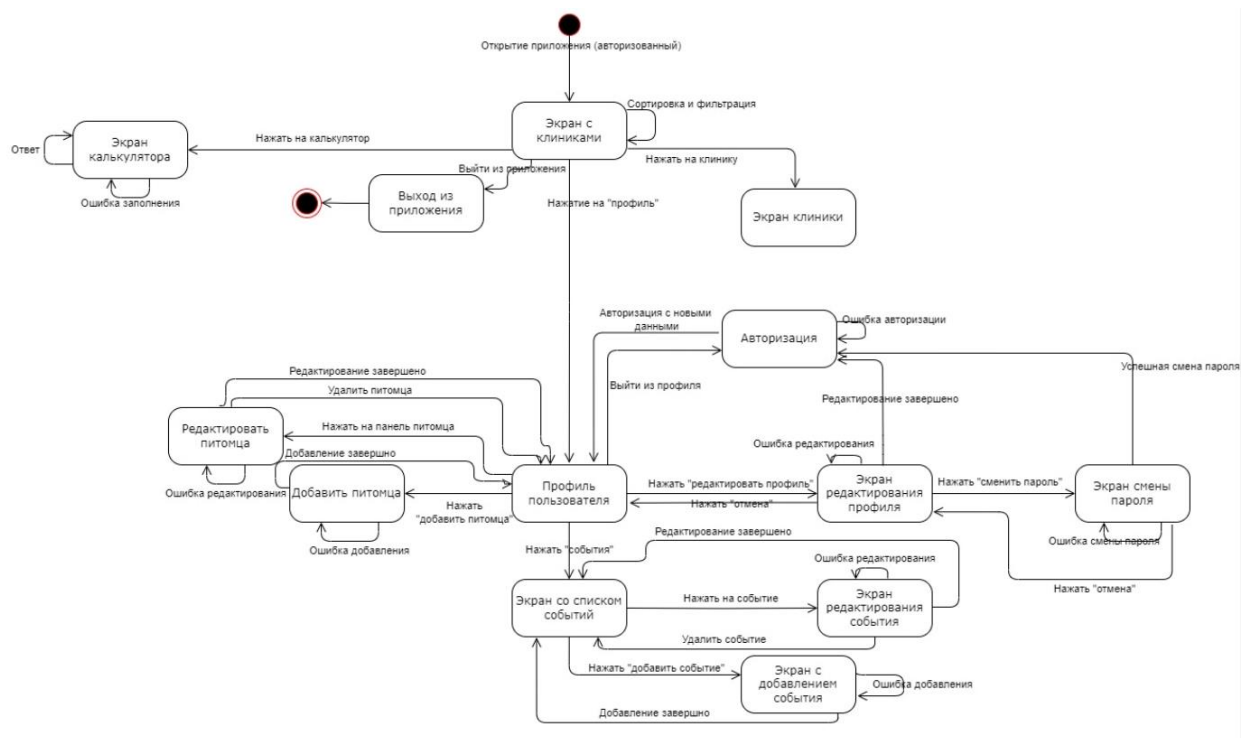 Открытие приложения (авторизованный)
Сортировка и фильтрация
Экран с
клиниками
Экран
калькулятора
Ответ
Нажать на калькулятор
Нажать на клинику
Выйти из приложения
Ошибка заполнения
Выход из
приложения
Нажатие на "профиль"
Экран клиники
Авторизация с новыми
данными
Ошибка авторизации
Авторизация
Успешная смена пароля
Редактирование завершено
Выйти из профиля
Удалить питомца
Редактирование завершено
Редактировать
питомца
Нажать на панель питомца
Ошибка редактирования
Добавление завершно
Профиль
пользователя
Экран
редактирования
профиля
Экран смены
пароля
Нажать "редактировать профиль"
Нажать "сменить пароль"
Ошибка редактирования
Добавить питомца
Нажать
"добавить питомца"
Нажать "отмена"
Ошибка добавления
Нажать "события"
Редактирование завершено
Ошибка смены пароля
Ошибка редактирования
Нажать "отмена"
Экран со списком
событий
Нажать на событие
Экран
редактирования
события
Удалить событие
Нажать "добавить событие"
Экран с
добавлением
события
Ошибка добавления
Добавление завершно